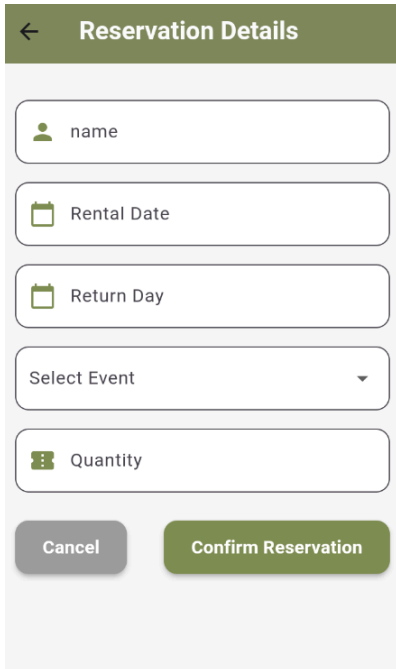 Reservation Details
name
Rental Date
Return Day
Select Event
Quantity
Cancel
Confirm Reservation